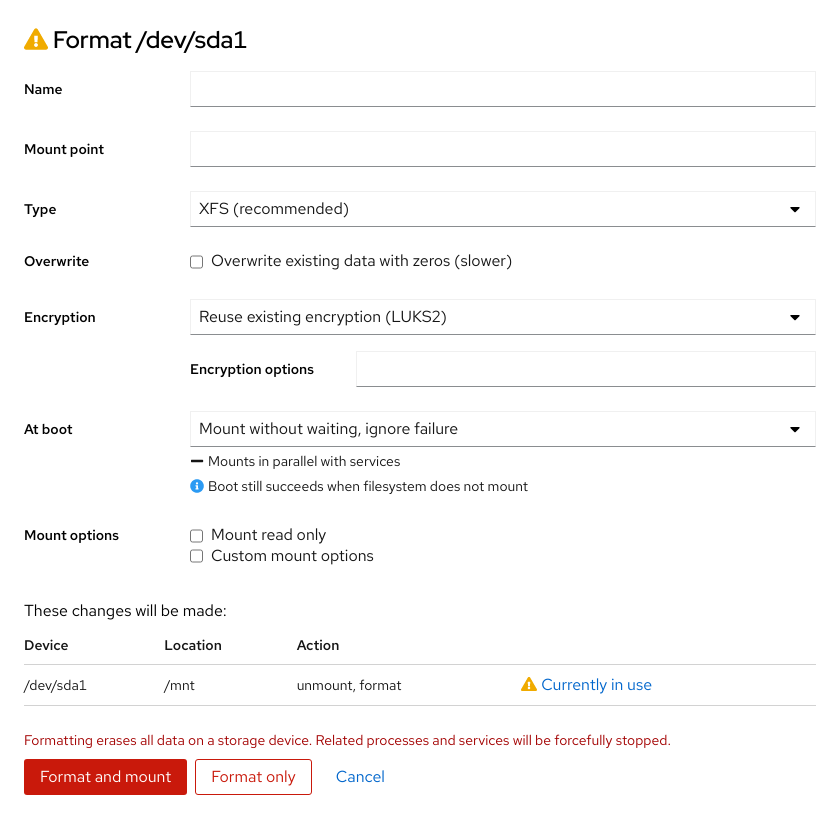 Format /dev/sda1
Name
Mount point
Type XFS (recommended)
Overwrite Overwrite existing data with zeros (slower)
Encryption Reuse existing encryption (LUKS2)
Encryption options
At boot Mount without waiting, ignore failure
Mounts in parallel with services
Boot still succeeds when filesystem does not mount
Mount options Mount read only
Custom mount options
These changes will be made:
Device Location Action
/dev/sda1 /mnt unmount, format Currently in use
Formatting erases all data on a storage device. Related processes and services will be forcefully stopped.
Format and mount Format only Cancel